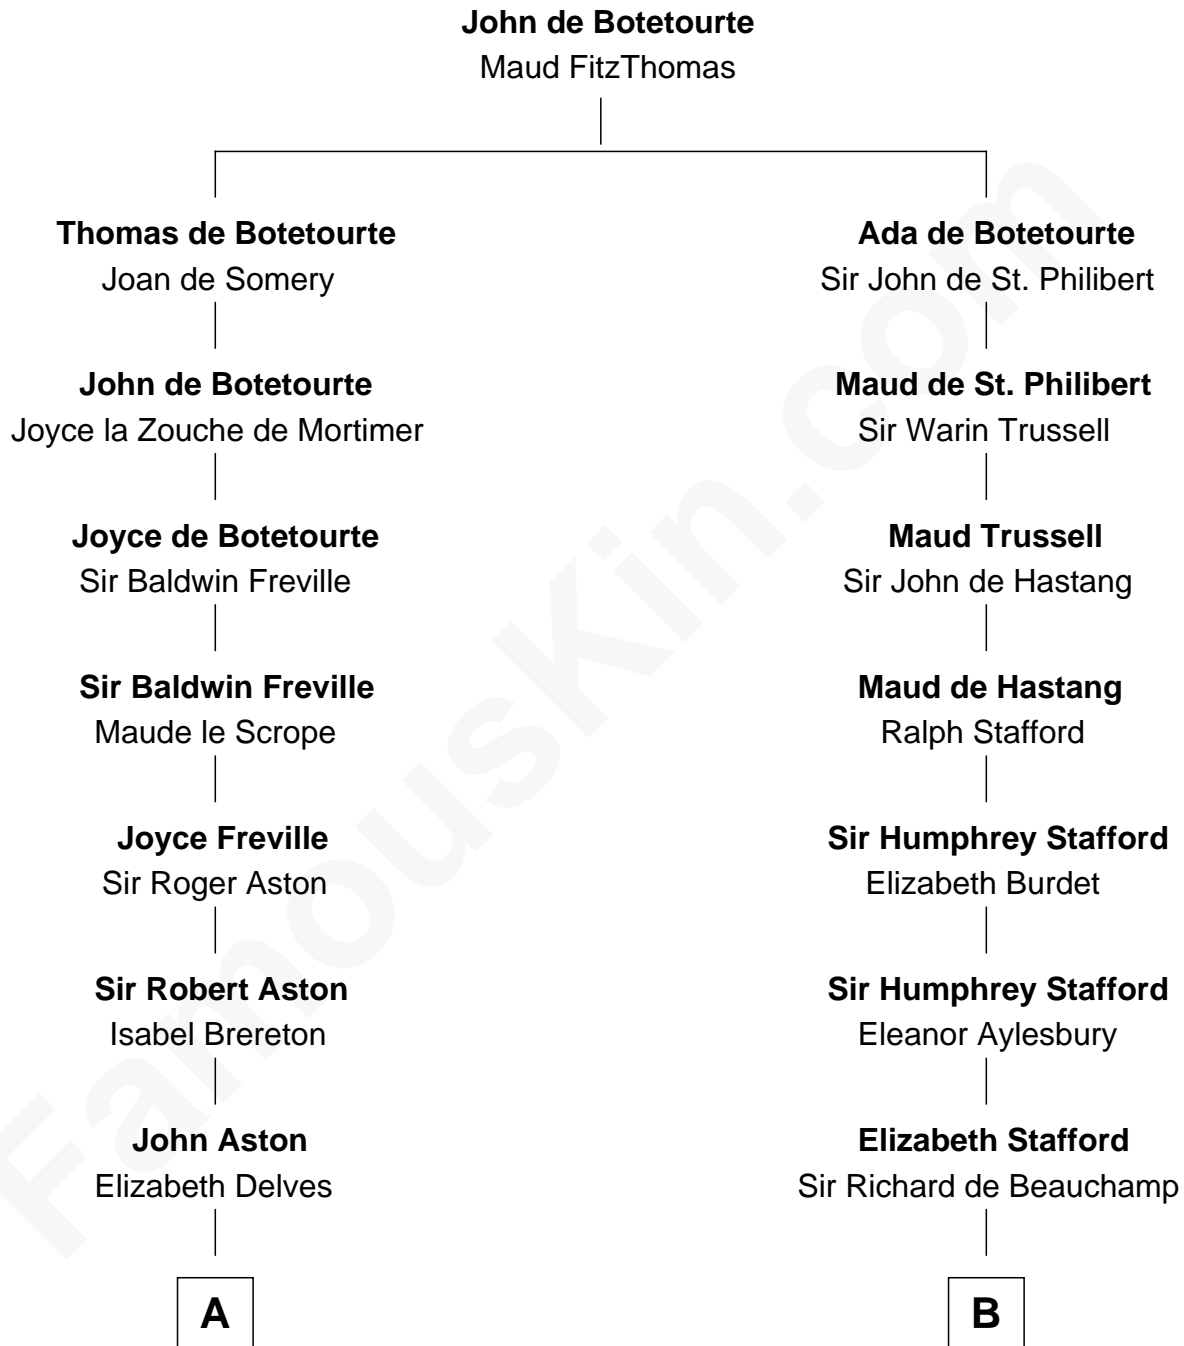 John de Botetourte
Maud FitzThomas
Thomas de Botetourte
Joan de Somery
Ada de Botetourte
Sir John de St. Philibert
John de Botetourte
Joyce la Zouche de Mortimer
Maud de St. Philibert
Sir Warin Trussell
Joyce de Botetourte
Sir Baldwin Freville
Maud Trussell
Sir John de Hastang
Sir Baldwin Freville
Maude le Scrope
Maud de Hastang
Ralph Stafford
Joyce Freville
Sir Roger Aston
Sir Humphrey Stafford
Elizabeth Burdet
Sir Robert Aston
Isabel Brereton
Sir Humphrey Stafford
Eleanor Aylesbury
John Aston
Elizabeth Delves
Elizabeth Stafford
Sir Richard de Beauchamp
A
B
FamousKin.com